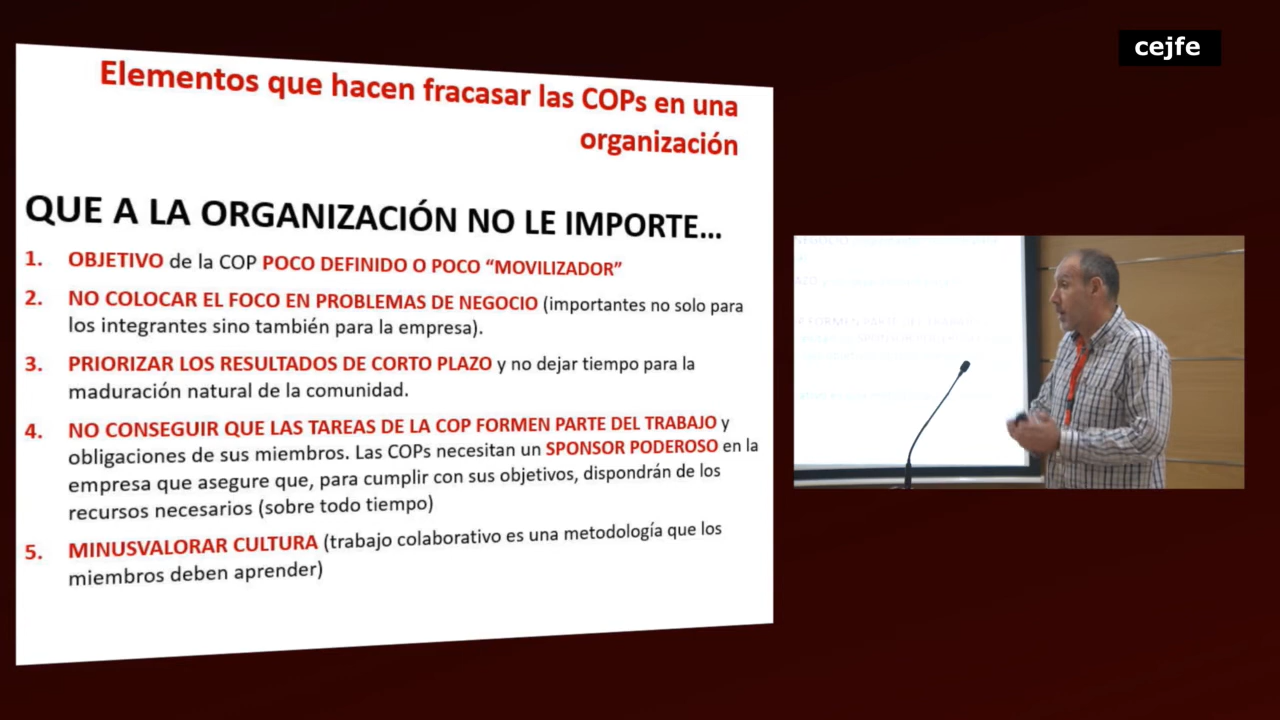 cejfe
Elementos que hacen fracasar las COPs en una
organización
QUE A LA ORGANIZACIÓN NO LE IMPORTE...
1. OBJETIVO de la COP POCO DEFINIDO O POCO “MOVILIZADOR”
2. NO COLOCAR EL FOCO EN PROBLEMAS DE NEGOCIO (importantes no solo para
los integrantes sino también para la empresa).
3. PRIORIZAR LOS RESULTADOS DE CORTO PLAZO y no dejar tiempo para la
maduración natural de la comunidad.
4. NO CONSEGUIR QUE LAS TAREAS DE LA COP FORMEN PARTE DEL TRABAJO y
obligaciones de sus miembros. Las COPs necesitan un SPONSOR PODEROSO en la
empresa que asegure que, para cumplir con sus objetivos, dispondrán de los
recursos necesarios (sobre todo tiempo)
5. MINUSVALORAR CULTURA (trabajo colaborativo es una metodología que los
miembros deben aprender)